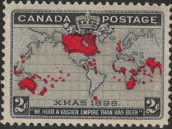 CANADA POSTAGE
XMAS 1898
2¢ 2¢
"WE HOLD A VASTER EMPIRE THAN HAS BEEN"